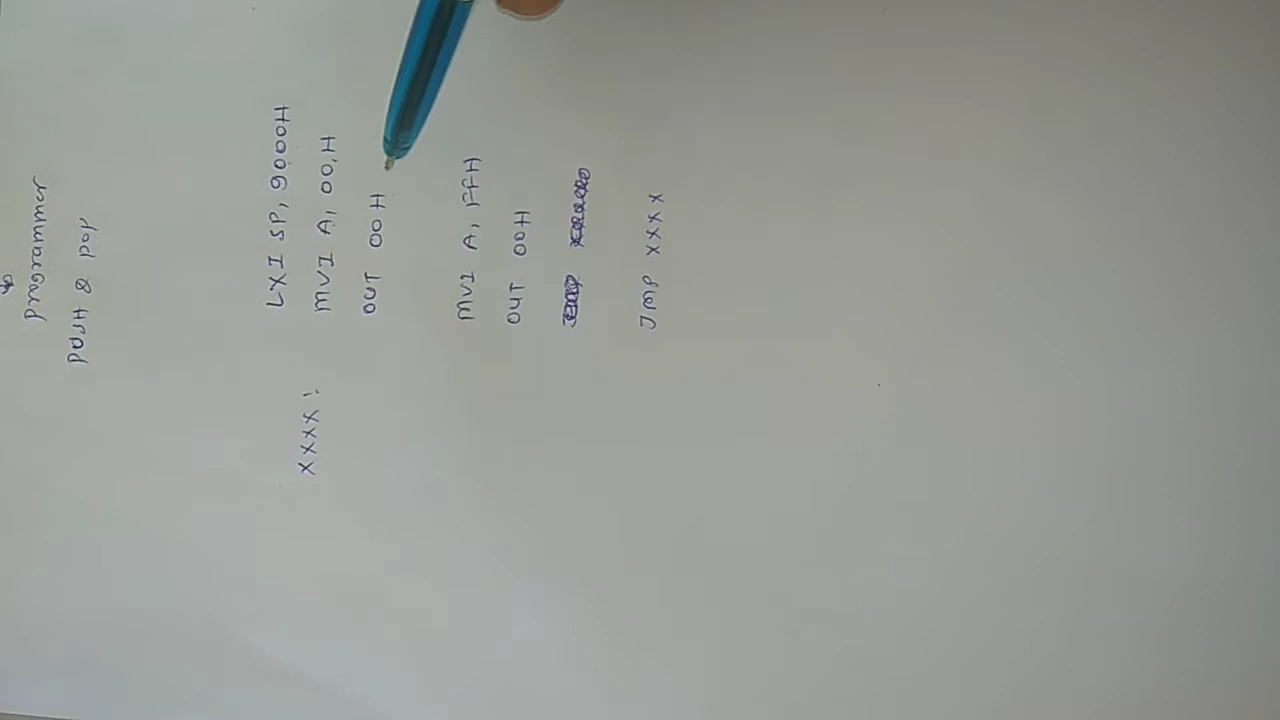 programmer
PUSH & POP
LXI SP, 9000H
XXXX: MVI A, 00H
OUT 00H
MVI A, FFH
OUT 00H
JMP XXXX